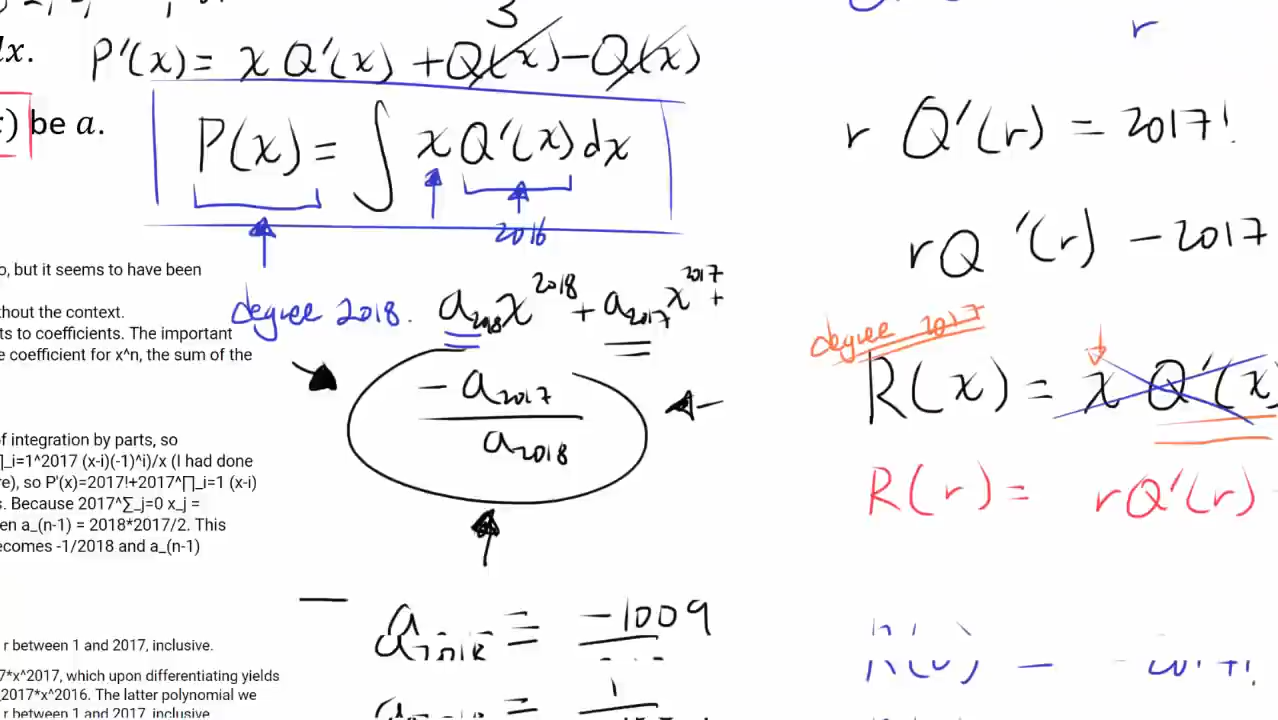 dx.
P'(x) = x Q'(x) + Q(x) - Q(x)
3
be a.
P(x) = ∫ x Q'(x) dx
2016
o, but it seems to have been
thout the context.
ts to coefficients. The important
e coefficient for x^n, the sum of the
degree 2018.
a₂₀₁₈x²⁰¹⁸ + a₂₀₁₇x²⁰¹⁷ +
-a₂₀₁₇
a₂₀₁₈
of integration by parts, so
∏_i=1^2017 (x-i)(-1)^i)/x (I had done
re), so P'(x)=2017!+2017^∏_i=1 (x-i)
s. Because 2017^∑_j=0 x_j =
en a_(n-1) = 2018*2017/2. This
ecomes -1/2018 and a_(n-1)
= -1009
= 1
r between 1 and 2017, inclusive.
7*x^2017, which upon differentiating yields
2017*x^2016. The latter polynomial we
r between 1 and 2017, inclusive
r
r Q'(r) = 2017!
rQ'(r) - 2017
degree 2017
R(x) = x Q'(x
R(r) = rQ'(r)